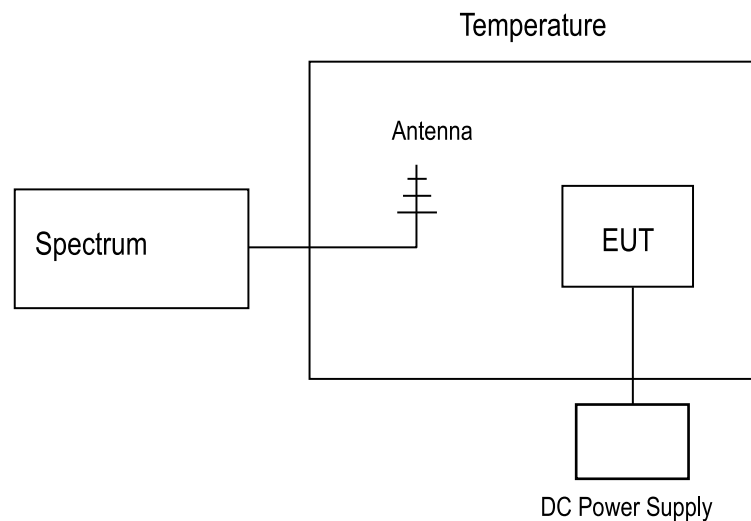 Temperature
Antenna
Spectrum
EUT
DC Power Supply